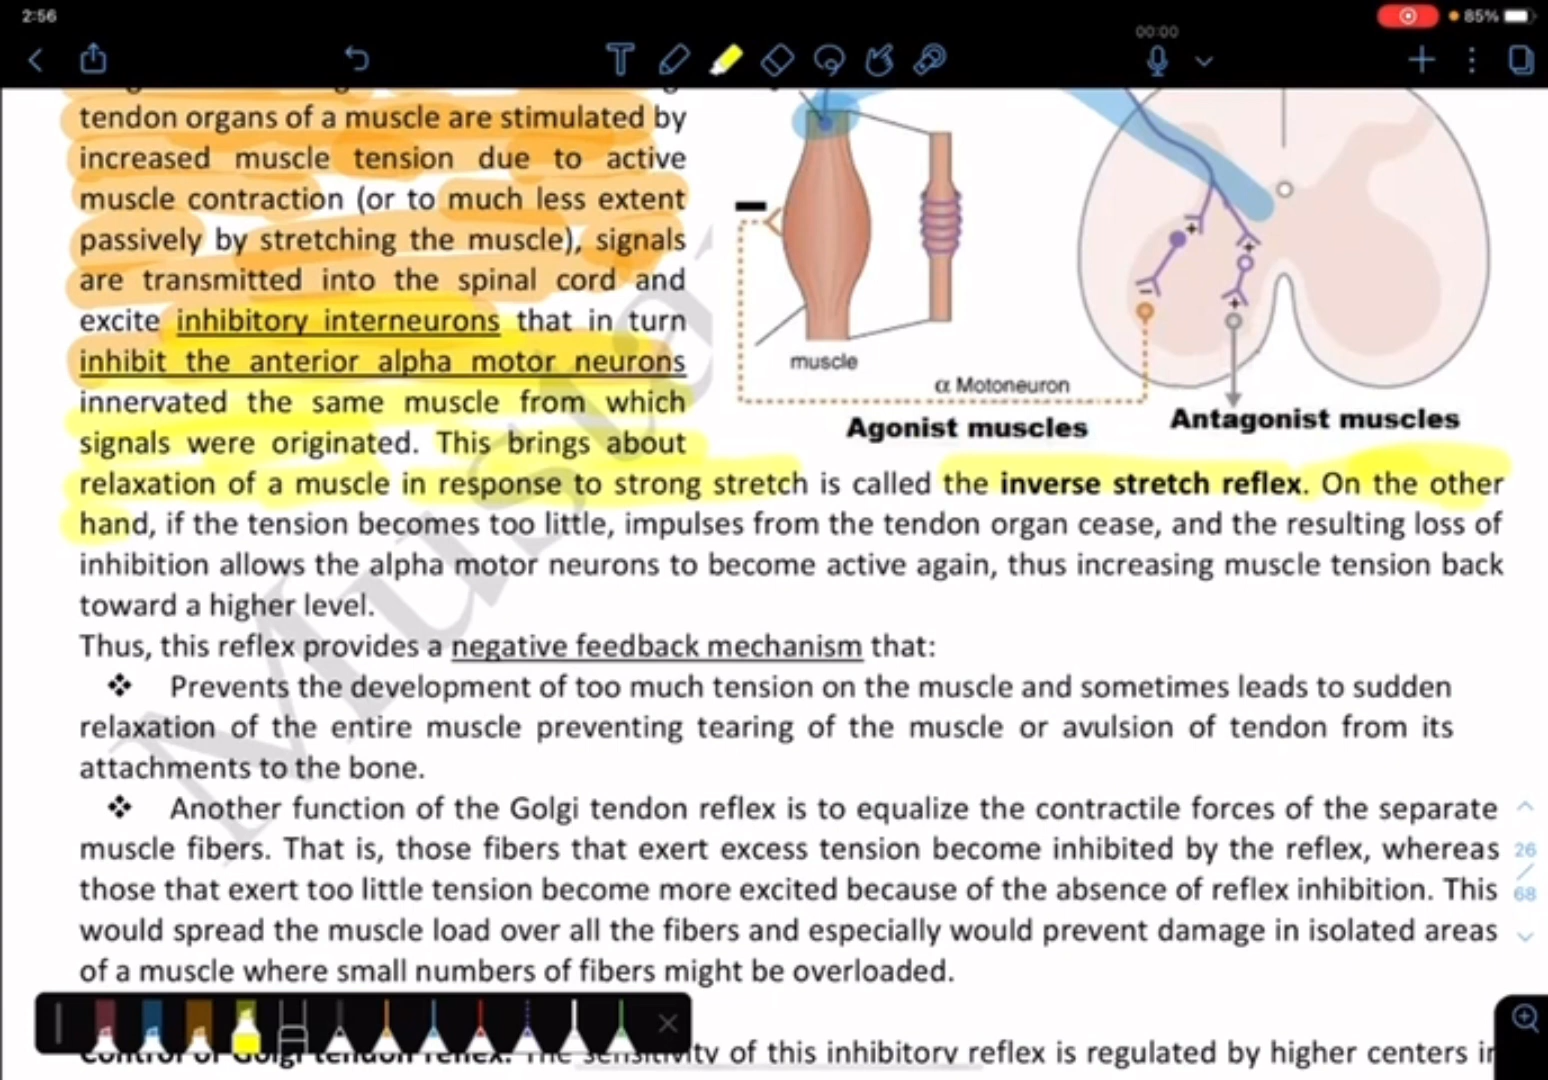 2:56
85%
00:00
tendon organs of a muscle are stimulated by
increased muscle tension due to active
muscle contraction (or to much less extent
passively by stretching the muscle), signals
are transmitted into the spinal cord and
excite inhibitory interneurons that in turn
inhibit the anterior alpha motor neurons
innervated the same muscle from which
signals were originated. This brings about
relaxation of a muscle in response to strong stretch is called the inverse stretch reflex. On the other
hand, if the tension becomes too little, impulses from the tendon organ cease, and the resulting loss of
inhibition allows the alpha motor neurons to become active again, thus increasing muscle tension back
toward a higher level.
muscle
α Motoneuron
Agonist muscles
Antagonist muscles
Thus, this reflex provides a negative feedback mechanism that:
❖ Prevents the development of too much tension on the muscle and sometimes leads to sudden
relaxation of the entire muscle preventing tearing of the muscle or avulsion of tendon from its
attachments to the bone.
❖ Another function of the Golgi tendon reflex is to equalize the contractile forces of the separate
muscle fibers. That is, those fibers that exert excess tension become inhibited by the reflex, whereas
those that exert too little tension become more excited because of the absence of reflex inhibition. This
would spread the muscle load over all the fibers and especially would prevent damage in isolated areas
of a muscle where small numbers of fibers might be overloaded.
26
/
68
Control of Golgi tendon reflex: The sensitivity of this inhibitory reflex is regulated by higher centers in